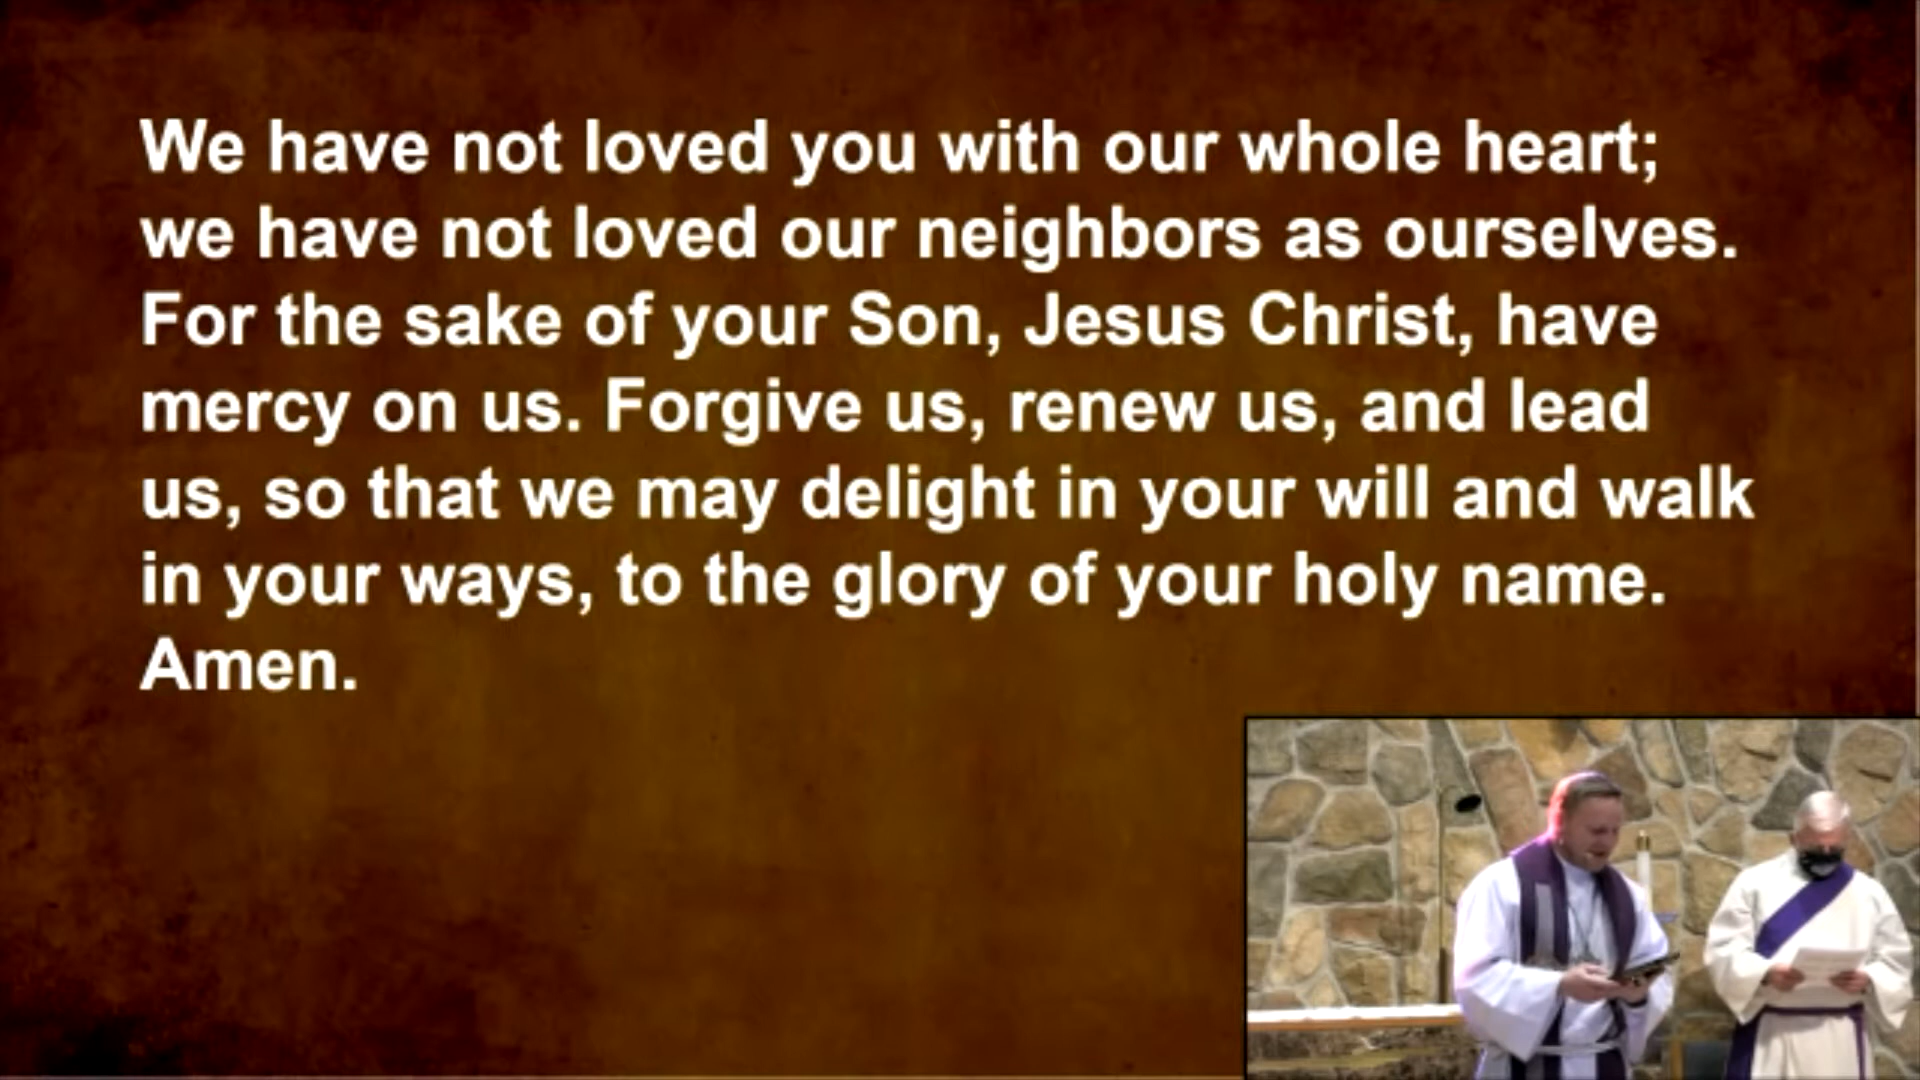 We have not loved you with our whole heart;
we have not loved our neighbors as ourselves.
For the sake of your Son, Jesus Christ, have
mercy on us. Forgive us, renew us, and lead
us, so that we may delight in your will and walk
in your ways, to the glory of your holy name.
Amen.